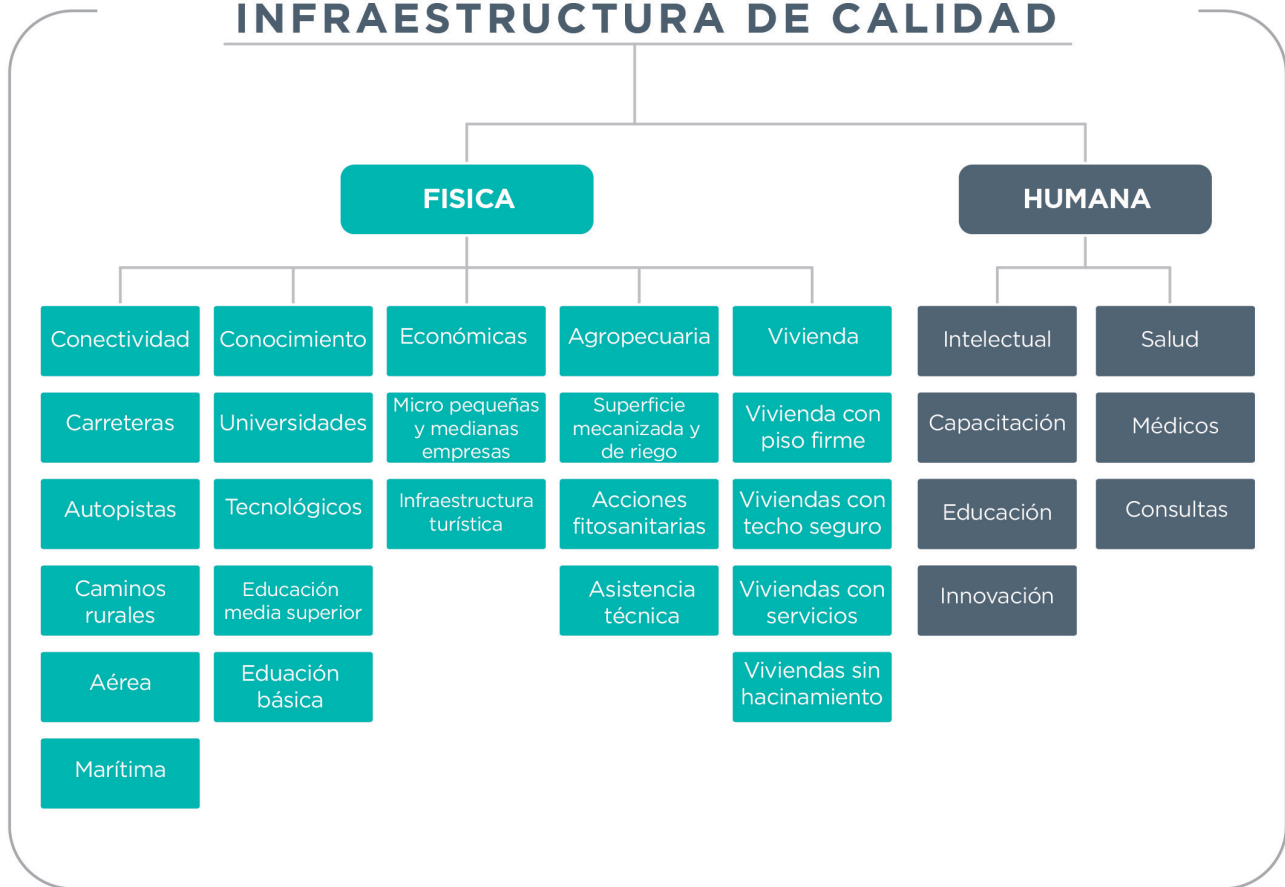 INFRAESTRUCTURA DE CALIDAD
FISICA
HUMANA
Conectividad
Carreteras
Autopistas
Caminos
rurales
Aérea
Marítima
Conocimiento
Universidades
Tecnológicos
Educación
media superior
Eduación
básica
Económicas
Micro pequeñas
y medianas
empresas
Infraestructura
turística
Agropecuaria
Superficie
mecanizada y
de riego
Acciones
fitosanitarias
Asistencia
técnica
Vivienda
Vivienda con
piso firme
Viviendas con
techo seguro
Viviendas con
servicios
Viviendas sin
hacinamiento
Intelectual
Capacitación
Educación
Innovación
Salud
Médicos
Consultas